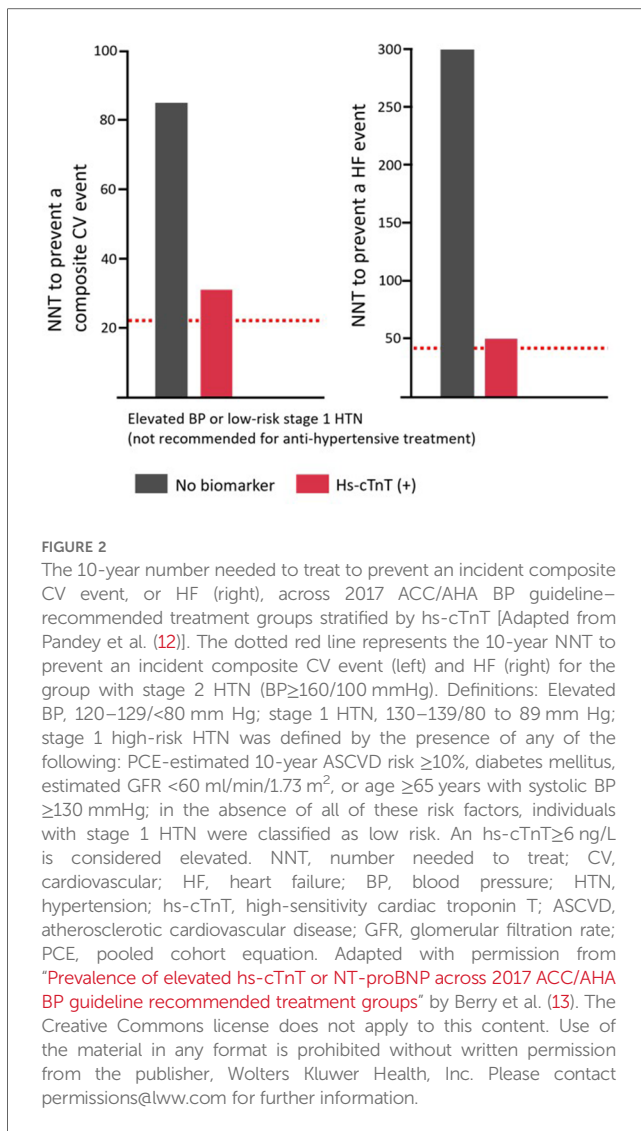 NNT to prevent a
composite CV event
100
80
60
40
20
NNT to prevent a HF event
300
250
200
150
100
50
Elevated BP or low-risk stage 1 HTN
(not recommended for anti-hypertensive treatment)
No biomarker
Hs-cTnT (+)
FIGURE 2
The 10-year number needed to treat to prevent an incident composite
CV event, or HF (right), across 2017 ACC/AHA BP guideline–
recommended treatment groups stratified by hs-cTnT [Adapted from
Pandey et al. (12)]. The dotted red line represents the 10-year NNT to
prevent an incident composite CV event (left) and HF (right) for the
group with stage 2 HTN (BP≥160/100 mmHg). Definitions: Elevated
BP, 120–129/<80 mm Hg; stage 1 HTN, 130–139/80 to 89 mm Hg;
stage 1 high-risk HTN was defined by the presence of any of the
following: PCE-estimated 10-year ASCVD risk ≥10%, diabetes mellitus,
estimated GFR <60 ml/min/1.73 m², or age ≥65 years with systolic BP
≥130 mmHg; in the absence of all of these risk factors, individuals
with stage 1 HTN were classified as low risk. An hs-cTnT≥6 ng/L
is considered elevated. NNT, number needed to treat; CV,
cardiovascular; HF, heart failure; BP, blood pressure; HTN,
hypertension; hs-cTnT, high-sensitivity cardiac troponin T; ASCVD,
atherosclerotic cardiovascular disease; GFR, glomerular filtration rate;
PCE, pooled cohort equation. Adapted with permission from
“Prevalence of elevated hs-cTnT or NT-proBNP across 2017 ACC/AHA
BP guideline recommended treatment groups” by Berry et al. (13). The
Creative Commons license does not apply to this content. Use of
the material in any format is prohibited without written permission
from the publisher, Wolters Kluwer Health, Inc. Please contact
permissions@lww.com for further information.